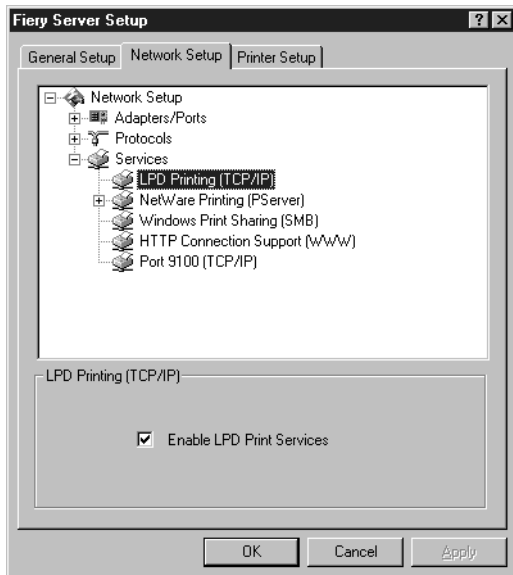 Fiery Server Setup
General Setup Network Setup Printer Setup
Network Setup
Adapters/Ports
Protocols
Services
LPD Printing (TCP/IP)
NetWare Printing (PServer)
Windows Print Sharing (SMB)
HTTP Connection Support (WWW)
Port 9100 (TCP/IP)
LPD Printing (TCP/IP)
Enable LPD Print Services
OK Cancel Apply